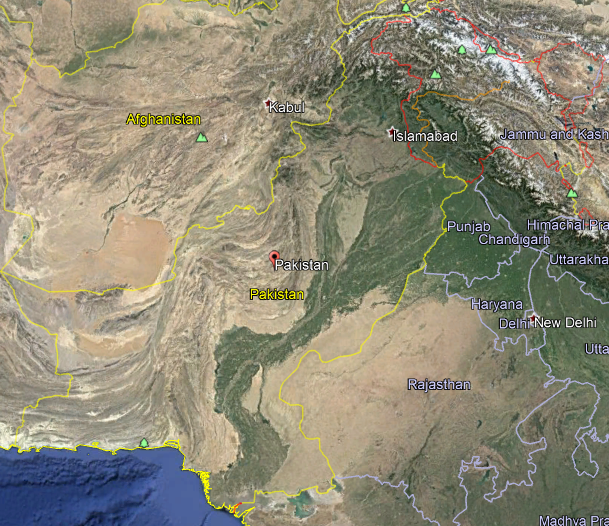 Kabul
Afghanistan
Islamabad
Jammu and Kash
Punjab
Himachal Pra
Chandigarh
Uttarakha
Pakistan
Pakistan
Haryana
Delhi
New Delhi
Utta
Rajasthan
Madhya Pra